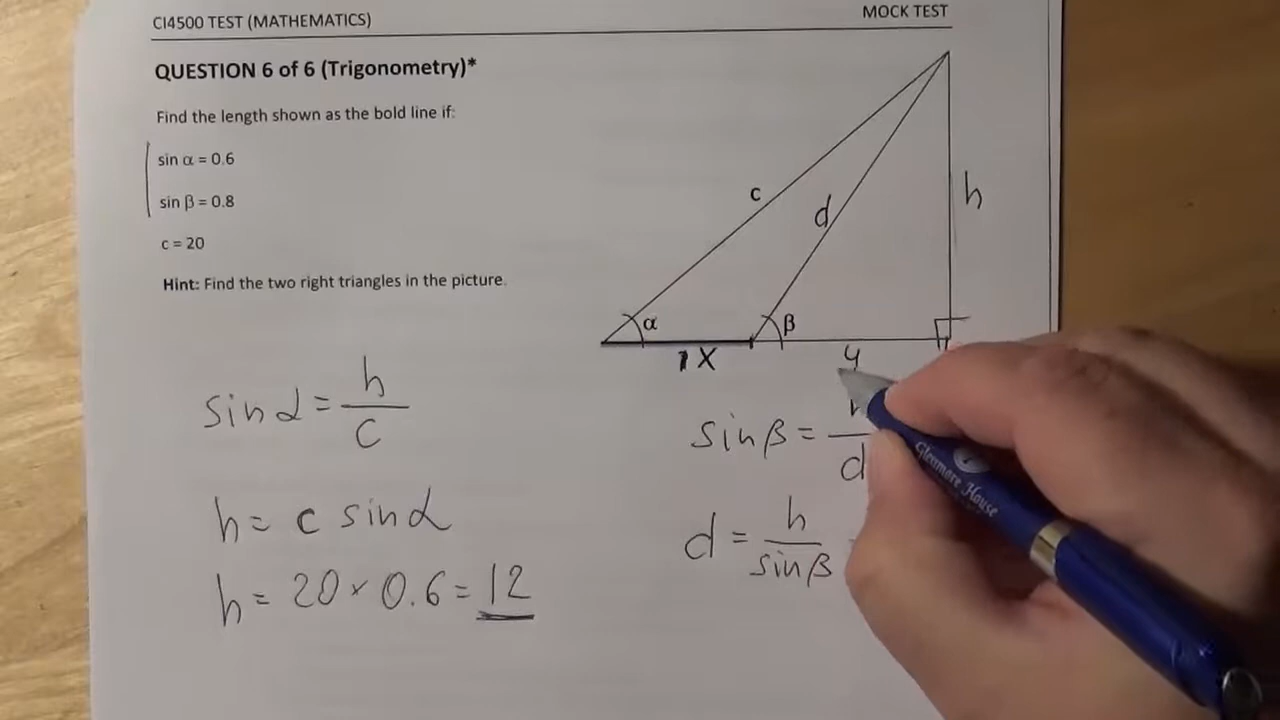 CI4500 TEST (MATHEMATICS)
MOCK TEST
QUESTION 6 of 6 (Trigonometry)*
Find the length shown as the bold line if:
sin α = 0.6
sin β = 0.8
c = 20
Hint: Find the two right triangles in the picture.
c
d
h
α
β
X
y
sin α = h/c
h = c sin α
h = 20 × 0.6 = 12
sin β = h/d
d = h/sin β
Glenmore House